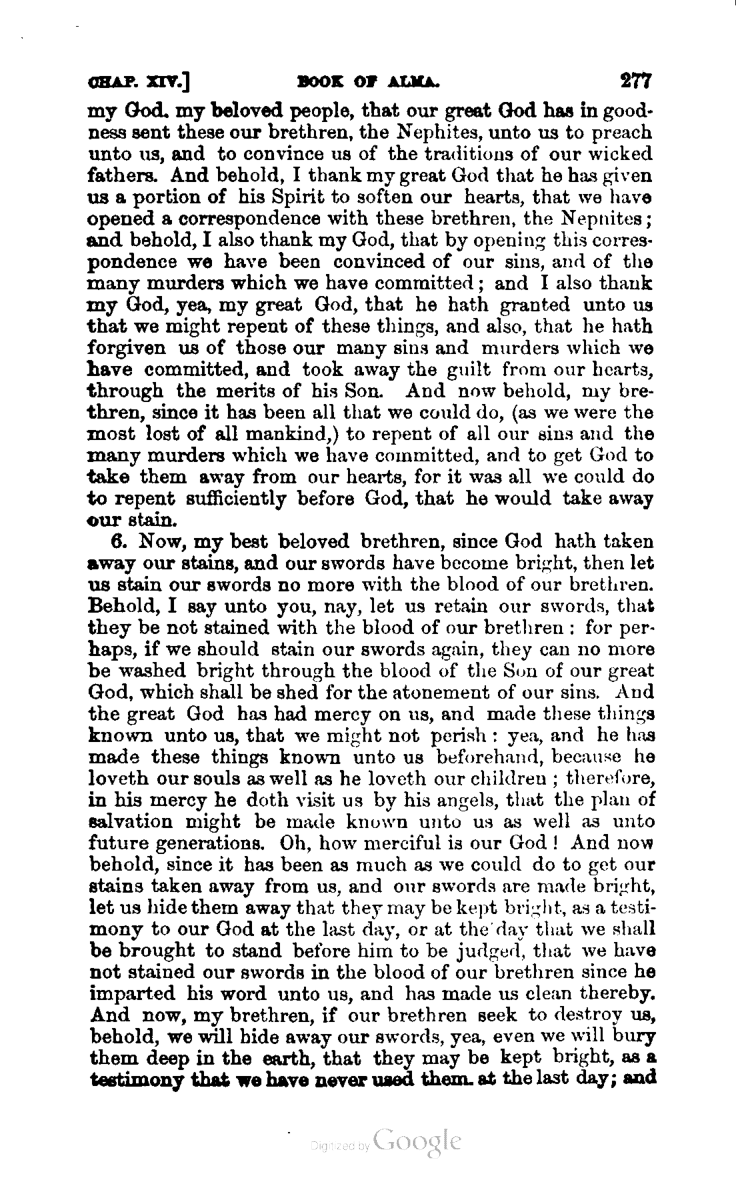 CHAP. XIV.] BOOK OF ALMA. 277
my God. my beloved people, that our great God has in good-
ness sent these our brethren, the Nephites, unto us to preach
unto us, and to convince us of the traditions of our wicked
fathers. And behold, I thank my great God that he has given
us a portion of his Spirit to soften our hearts, that we have
opened a correspondence with these brethren, the Nephites;
and behold, I also thank my God, that by opening this corres-
pondence we have been convinced of our sins, and of the
many murders which we have committed; and I also thank
my God, yea, my great God, that he hath granted unto us
that we might repent of these things, and also, that he hath
forgiven us of those our many sins and murders which we
have committed, and took away the guilt from our hearts,
through the merits of his Son. And now behold, my bre-
thren, since it has been all that we could do, (as we were the
most lost of all mankind,) to repent of all our sins and the
many murders which we have committed, and to get God to
take them away from our hearts, for it was all we could do
to repent sufficiently before God, that he would take away
our stain.
6. Now, my best beloved brethren, since God hath taken
away our stains, and our swords have become bright, then let
us stain our swords no more with the blood of our brethren.
Behold, I say unto you, nay, let us retain our swords, that
they be not stained with the blood of our brethren: for per-
haps, if we should stain our swords again, they can no more
be washed bright through the blood of the Son of our great
God, which shall be shed for the atonement of our sins. And
the great God has had mercy on us, and made these things
known unto us, that we might not perish: yea, and he has
made these things known unto us beforehand, because he
loveth our souls as well as he loveth our children; therefore,
in his mercy he doth visit us by his angels, that the plan of
salvation might be made known unto us as well as unto
future generations. Oh, how merciful is our God! And now
behold, since it has been as much as we could do to get our
stains taken away from us, and our swords are made bright,
let us hide them away that they may be kept bright, as a testi-
mony to our God at the last day, or at the day that we shall
be brought to stand before him to be judged, that we have
not stained our swords in the blood of our brethren since he
imparted his word unto us, and has made us clean thereby.
And now, my brethren, if our brethren seek to destroy us,
behold, we will hide away our swords, yea, even we will bury
them deep in the earth, that they may be kept bright, as a
testimony that we have never used them. at the last day; and
Digitized by Google